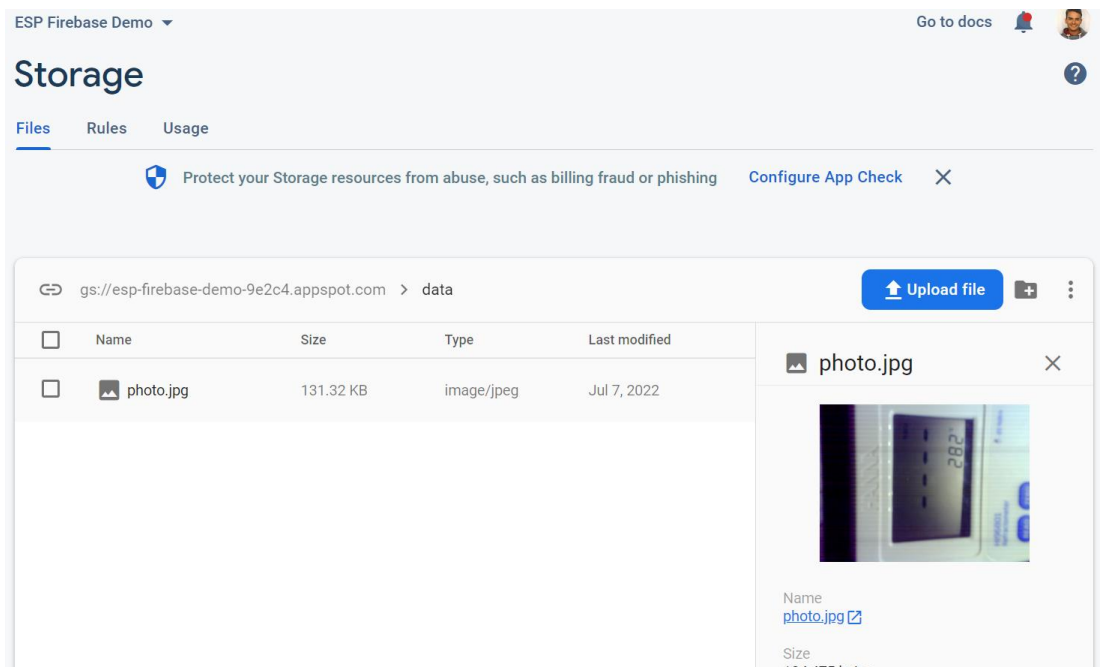 ESP Firebase Demo Go to docs
Storage
Files Rules Usage
Protect your Storage resources from abuse, such as billing fraud or phishing Configure App Check
gs://esp-firebase-demo-9e2c4.appspot.com > data Upload file
Name Size Type Last modified
photo.jpg 131.32 KB image/jpeg Jul 7, 2022
photo.jpg
HANNA
282
Name
photo.jpg
Size